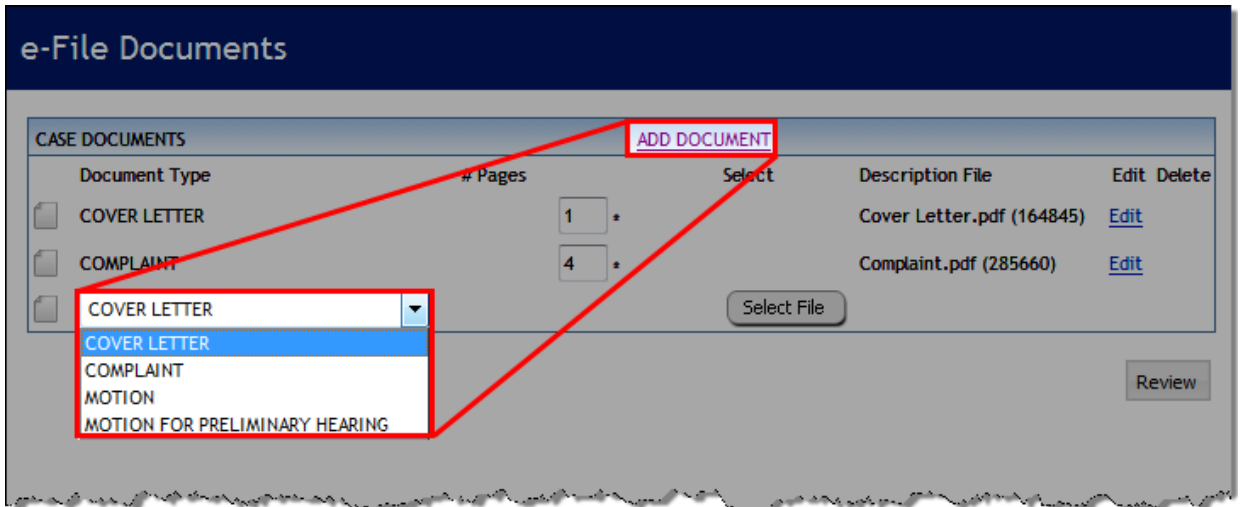 e-File Documents
CASE DOCUMENTS ADD DOCUMENT
Document Type # Pages Select Description File Edit Delete
COVER LETTER 1 * Cover Letter.pdf (164845) Edit
COMPLAINT 4 * Complaint.pdf (285660) Edit
COVER LETTER Select File
COVER LETTER
COMPLAINT
MOTION
MOTION FOR PRELIMINARY HEARING
Review